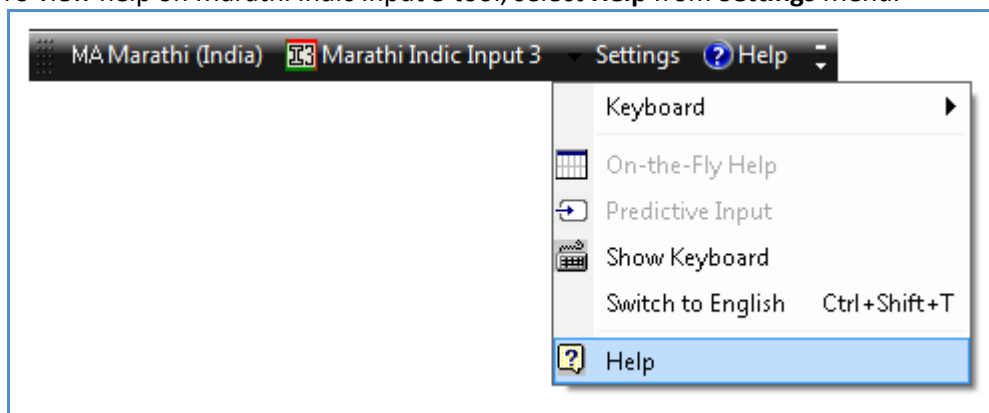 To view help on Marathi Indic Input 3 tool, select Help from Settings menu.
MA Marathi (India) I3 Marathi Indic Input 3 Settings ? Help
Keyboard
On-the-Fly Help
Predictive Input
Show Keyboard
Switch to English Ctrl+Shift+T
? Help